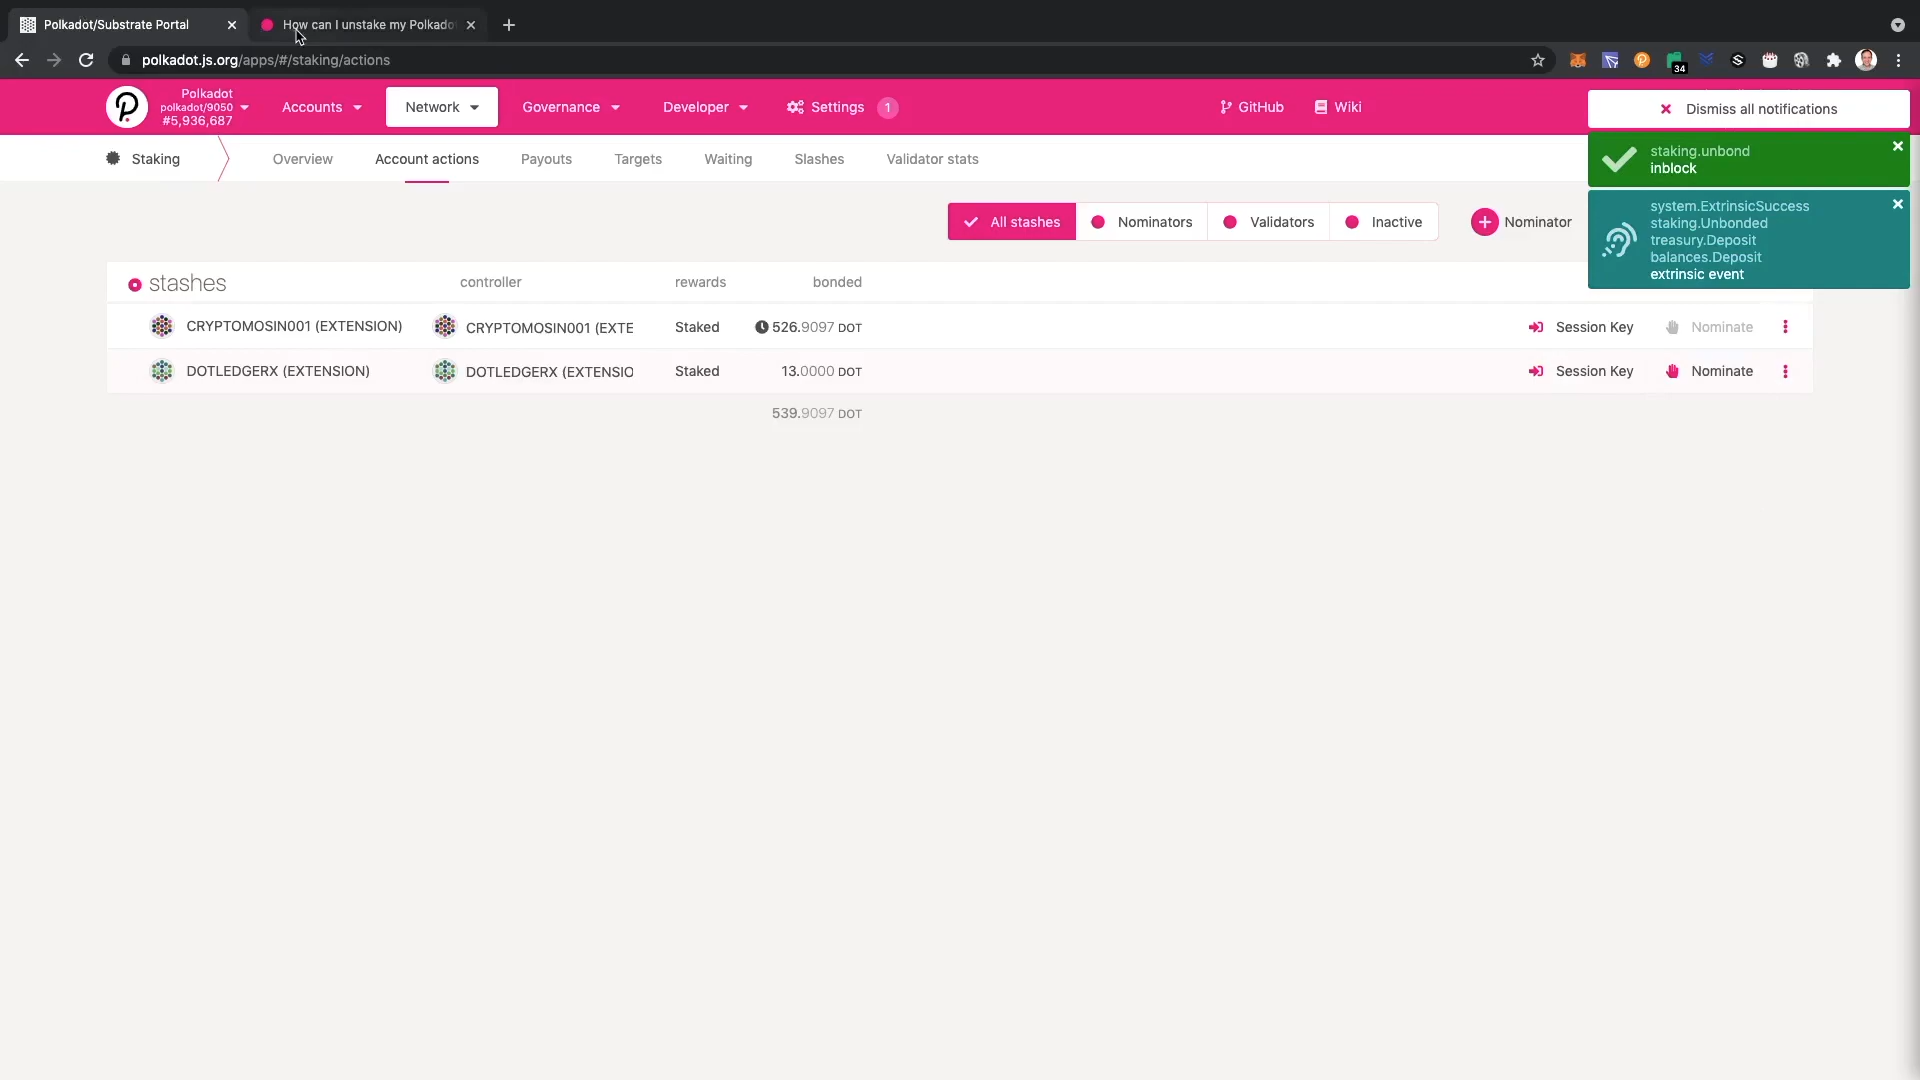 Polkadot/Substrate Portal
How can I unstake my Polkado
polkadot.js.org/apps/#/staking/actions
34
Polkadot
polkadot/9050
#5,936,687
Accounts
Network
Governance
Developer
Settings
1
GitHub
Wiki
Dismiss all notifications
Staking
Overview
Account actions
Payouts
Targets
Waiting
Slashes
Validator stats
staking.unbond
inblock
system.ExtrinsicSuccess
staking.Unbonded
treasury.Deposit
balances.Deposit
extrinsic event
All stashes
Nominators
Validators
Inactive
Nominator
stashes
controller
rewards
bonded
CRYPTOMOSIN001 (EXTENSION)
CRYPTOMOSIN001 (EXTE
Staked
526.9097 DOT
Session Key
Nominate
DOTLEDGERX (EXTENSION)
DOTLEDGERX (EXTENSIO
Staked
13.0000 DOT
Session Key
Nominate
539.9097 DOT